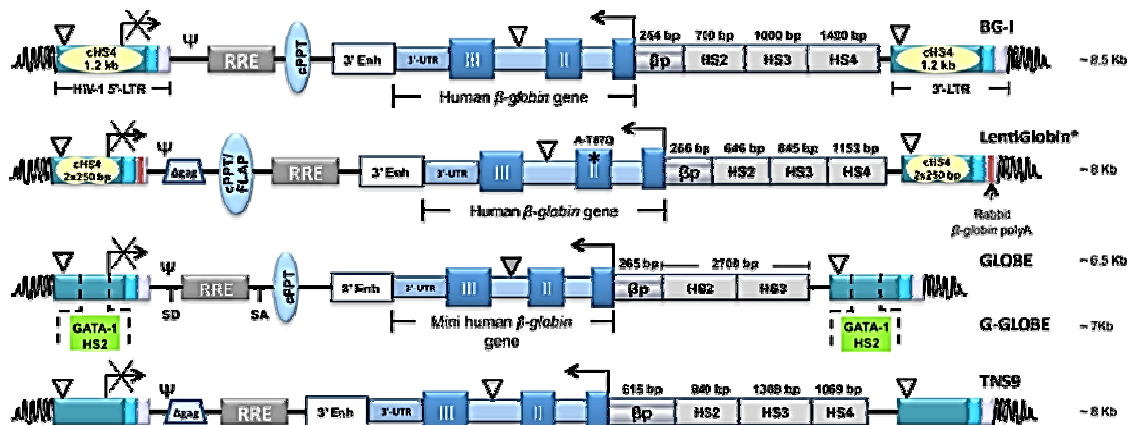 BG-I
264 bp 700 bp 1000 bp 1400 bp
cHS4 1.2 kb Ψ RRE cPPT 3' Enh 3'-UTR III II βp HS2 HS3 HS4 cHS4 1.2 kb
~ 8.5 Kb
HIV-1 5'-LTR Human β-globin gene 3'-LTR
LentiGlobin*
A-T87Q
266 bp 646 bp 845 bp 1153 bp
cHS4 2x250 bp Ψ Δgag cPPT/FLAP RRE 3' Enh 3'-UTR III * II βp HS2 HS3 HS4 cHS4 2x250 bp
~ 8 Kb
Human β-globin gene
Rabbit
β-globin polyA
GLOBE ~ 6.5 Kb
265 bp 2700 bp
Ψ RRE cPPT 3' UTR III II βp HS2 HS3
SD SA
Mini human β-globin
gene
GATA-1 HS2 GATA-1 HS2
G-GLOBE ~ 7Kb
TNS9
615 bp 840 bp 1308 bp 1069 bp
Ψ Δgag RRE 3' Enh 3'-UTR III II βp HS2 HS3 HS4
~ 8 Kb